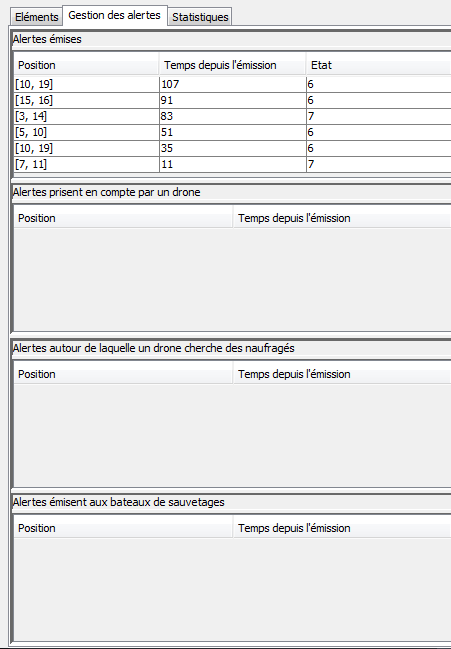 Eléments Gestion des alertes Statistiques
Alertes émises
Position Temps depuis l'émission Etat
[10, 19] 107 6
[15, 16] 91 6
[3, 14] 83 7
[5, 10] 51 6
[10, 19] 35 6
[7, 11] 11 7
Alertes prisent en compte par un drone
Position Temps depuis l'émission
Alertes autour de laquelle un drone cherche des naufragés
Position Temps depuis l'émission
Alertes émisent aux bateaux de sauvetages
Position Temps depuis l'émission